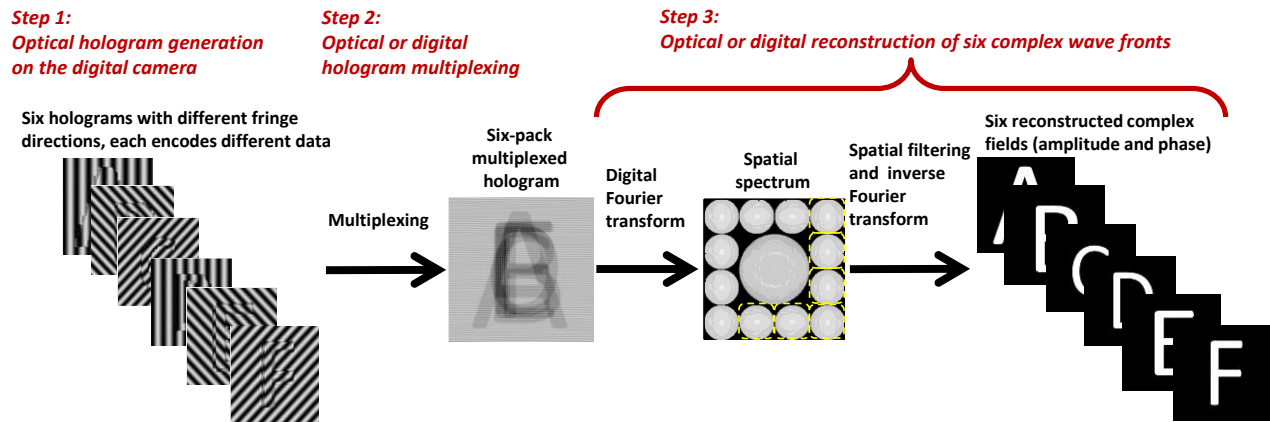 Step 1:
Optical hologram generation
on the digital camera
Step 2:
Optical or digital
hologram multiplexing
Step 3:
Optical or digital reconstruction of six complex wave fronts
Six holograms with different fringe
directions, each encodes different data
Multiplexing
Six-pack
multiplexed
hologram
A
B
E
Digital
Fourier
transform
Spatial
spectrum
Spatial filtering
and inverse
Fourier
transform
Six reconstructed complex
fields (amplitude and phase)
A
B
C
D
E
F